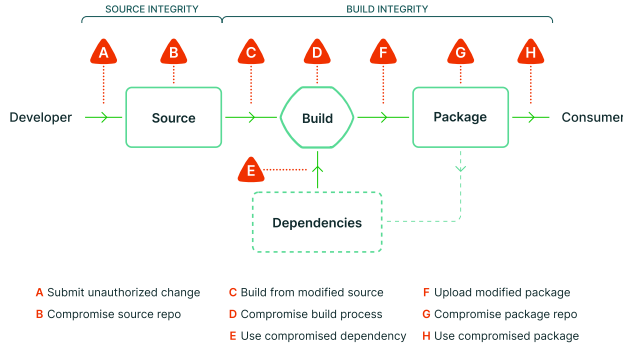 SOURCE INTEGRITY
BUILD INTEGRITY
A
B
C
D
F
G
H
Developer
Source
Build
Package
Consumer
E
Dependencies
A Submit unauthorized change
B Compromise source repo
C Build from modified source
D Compromise build process
E Use compromised dependency
F Upload modified package
G Compromise package repo
H Use compromised package